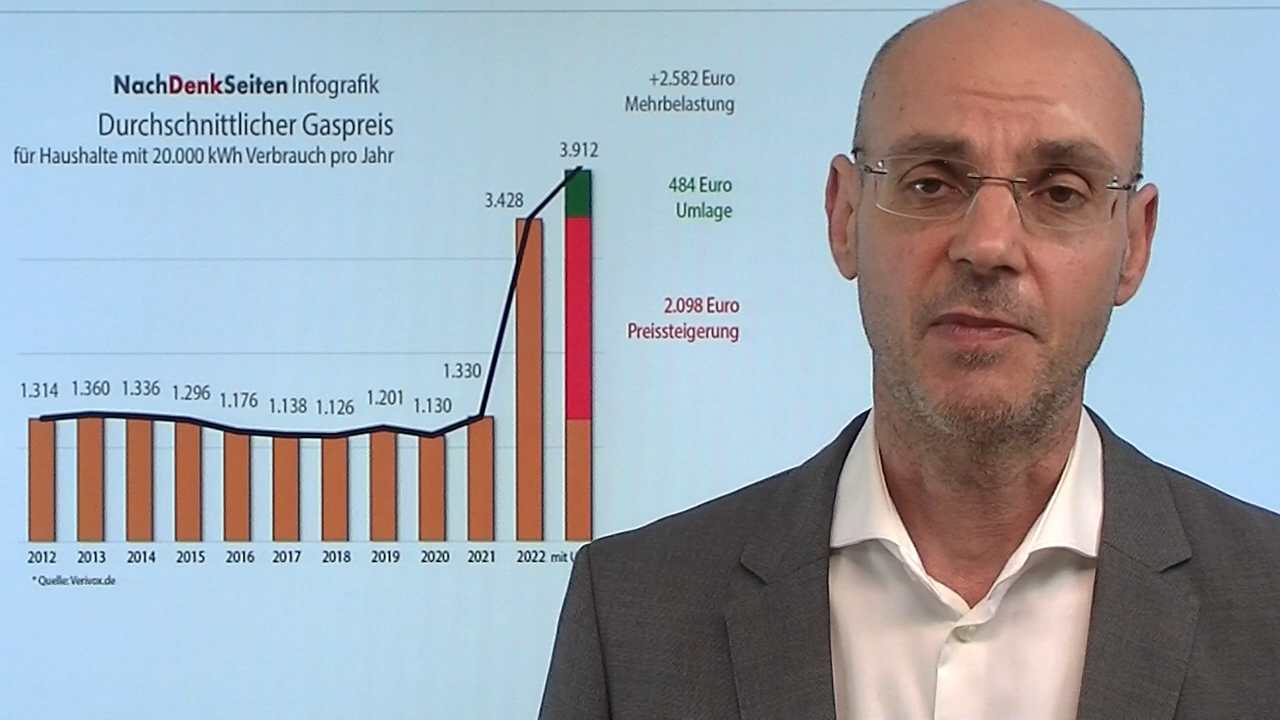 NachDenkSeiten Infografik
Durchschnittlicher Gaspreis
für Haushalte mit 20.000 kWh Verbrauch pro Jahr
+2.582 Euro
Mehrbelastung
484 Euro
Umlage
2.098 Euro
Preissteigerung
3.912
3.428
1.314 1.360 1.336 1.296 1.176 1.138 1.126 1.201 1.130 1.330
2012 2013 2014 2015 2016 2017 2018 2019 2020 2021 2022 mit
* Quelle: Verivox.de